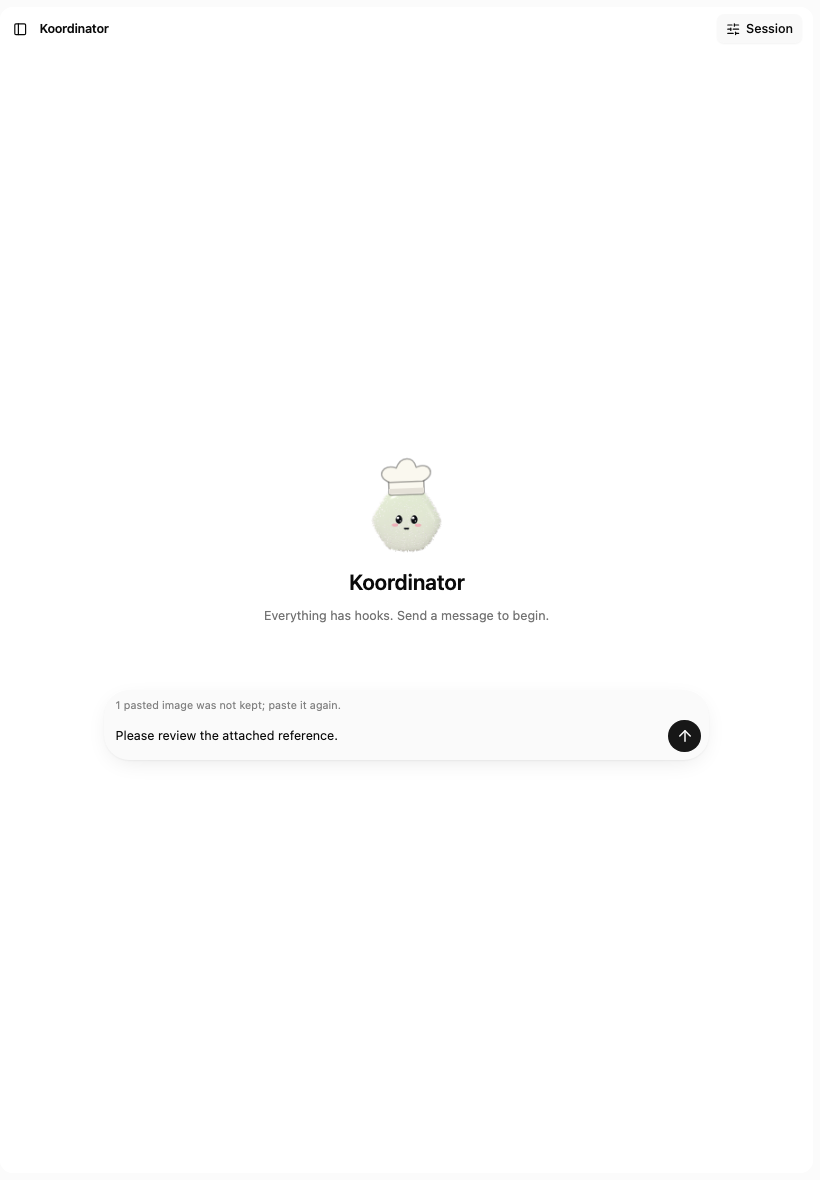 Koordinator
Session
Koordinator
Everything has hooks. Send a message to begin.
1 pasted image was not kept; paste it again.
Please review the attached reference.